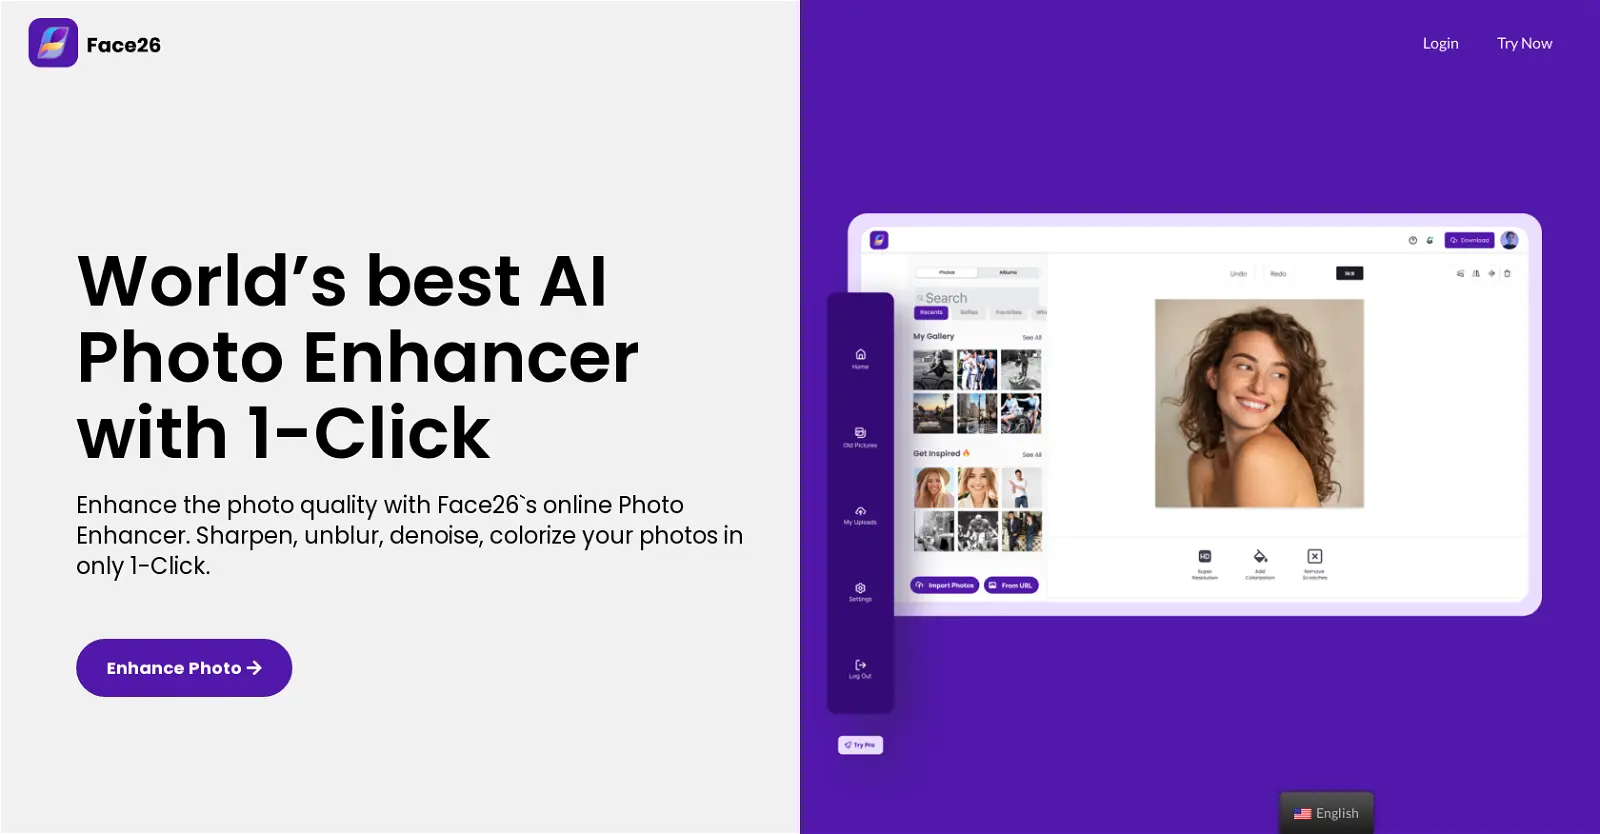 Face26
Login
Try Now
World’s best AI
Photo Enhancer
with 1-Click
Enhance the photo quality with Face26`s online Photo
Enhancer. Sharpen, unblur, denoise, colorize your photos in
only 1-Click.
Enhance Photo
Download
Photos
Albums
Undo
Redo
Search
Recents
Selfies
Favorites
My Gallery
See All
Get Inspired
See All
Import Photos
From URL
Home
Old Pictures
My Uploads
Settings
Log Out
HD
Super
Resolution
Add
Colorization
Remove
Scratches
Try Pro
English